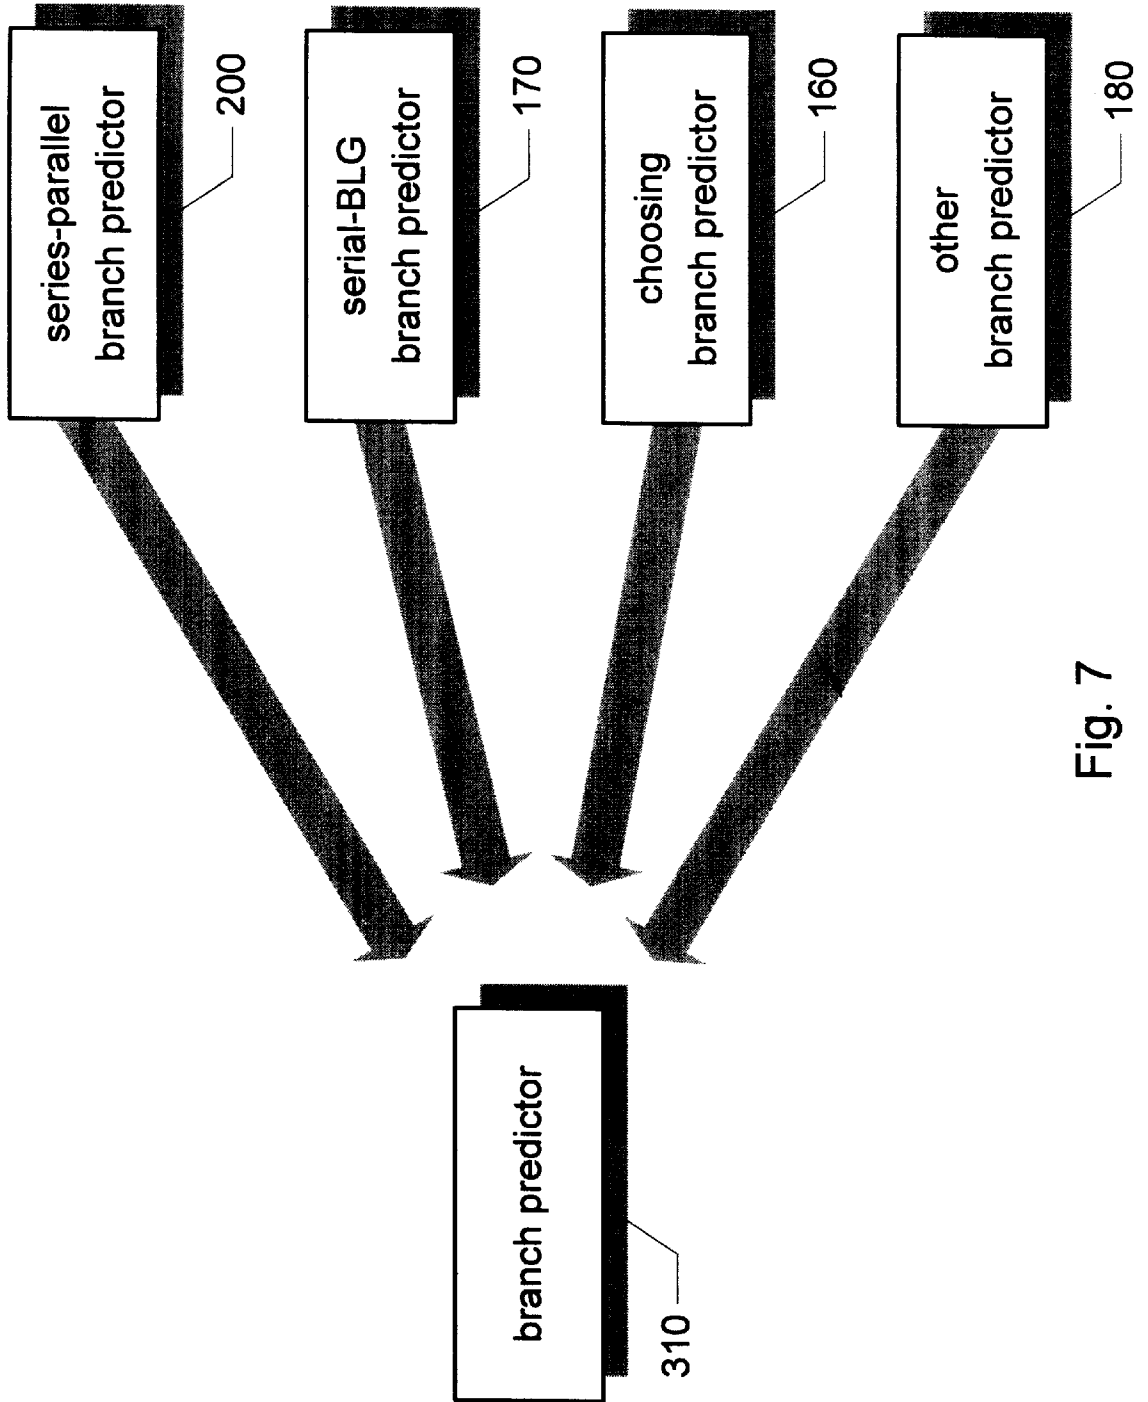 series-parallel
branch predictor
200
serial-BLG
branch predictor
170
choosing
branch predictor
160
other
branch predictor
180
branch predictor
310
Fig. 7